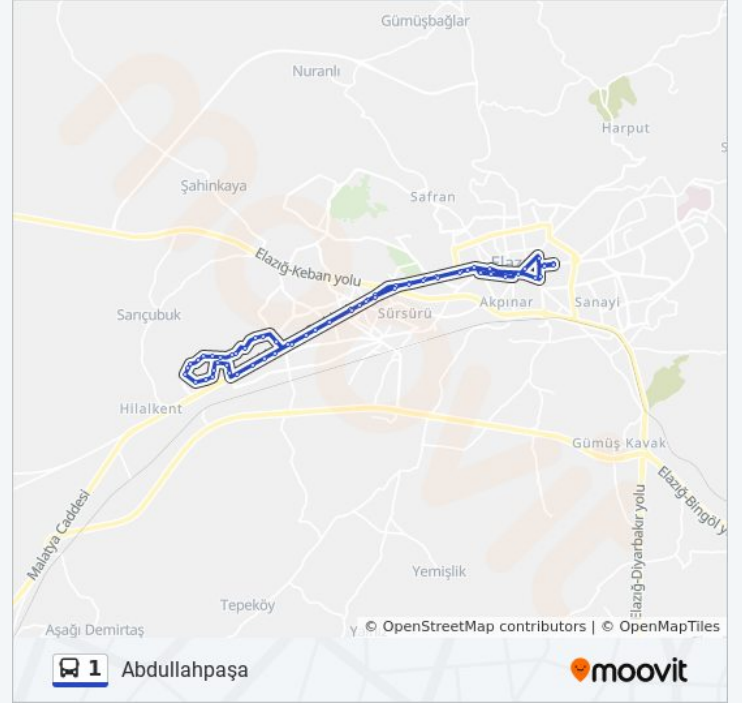 Gümüşbağlar
Nuranlı
Harput
Şahinkaya
Safran
Elazığ-Keban yolu
Akpınar
Sanayi
Sarıçubuk
Sürsürü
Hilalkent
Gümüş Kavak
Elazığ-Bingöl y
Malatya Caddesi
Elazığ-Diyarbakır yolu
Yemişlik
Tepeköy
Aşağı Demirtaş
© OpenStreetMap contributors | © OpenMapTiles
1 Abdullahpaşa
moovit